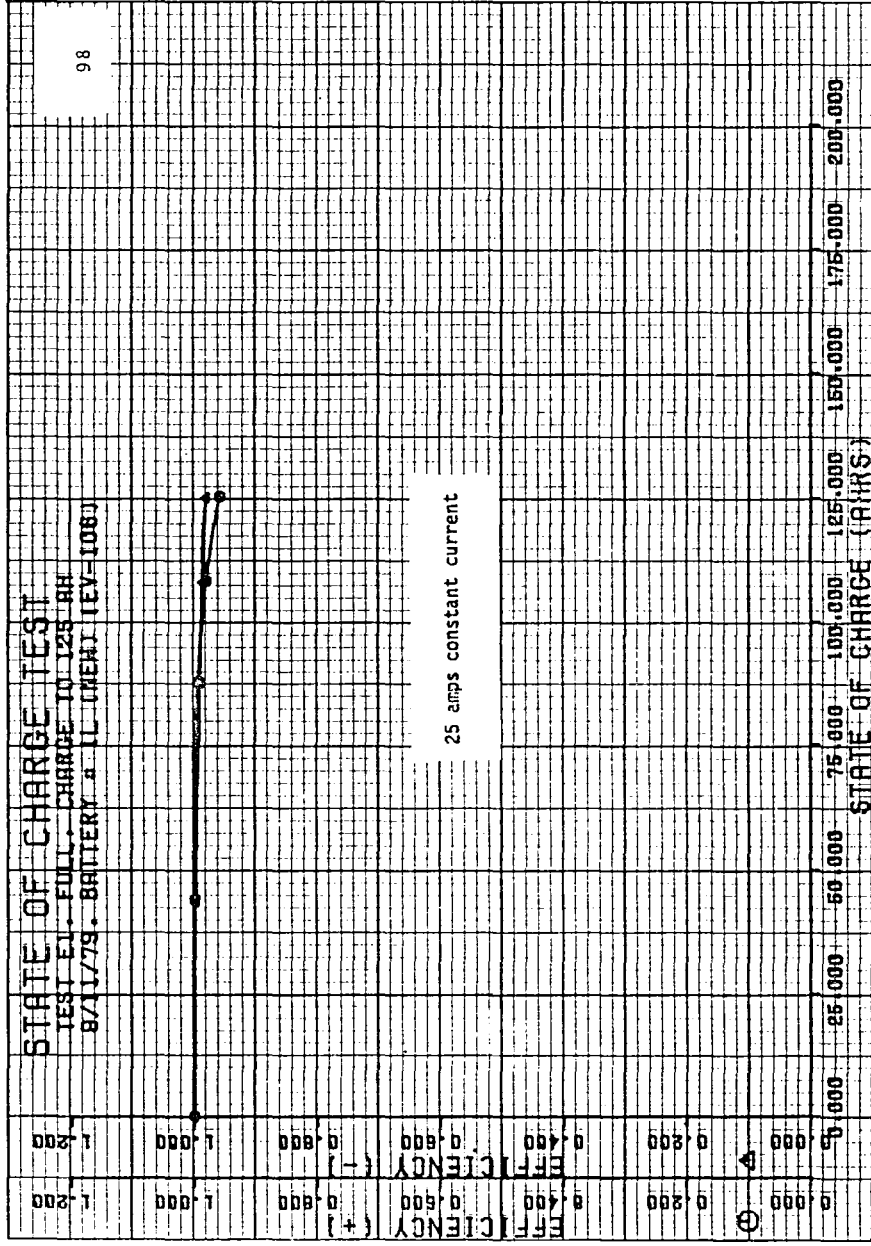 98
STATE OF CHARGE TEST
TEST E1. FULL. CHARGE TO 125 AH
9/11/79. BATTERY # 1L (NEW) (EV-106)
25 amps constant current
EFFICIENCY (+)
1.200
1.000
0.800
0.600
0.400
0.200
0.000
EFFICIENCY (-)
1.200
1.000
0.800
0.600
0.400
0.200
0.000
0.000 25.000 50.000 75.000 100.000 125.000 150.000 175.000 200.000
STATE OF CHARGE (AHRS)